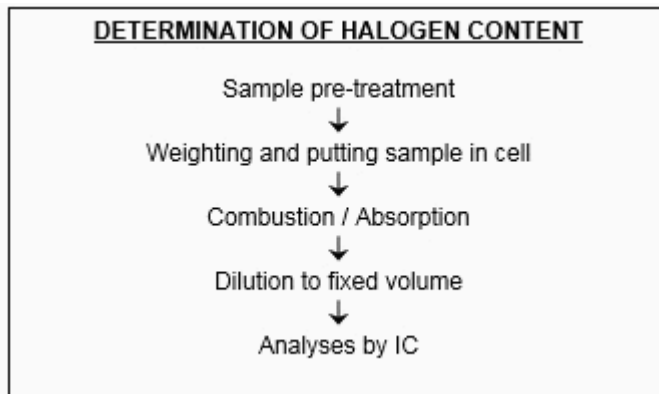 DETERMINATION OF HALOGEN CONTENT
Sample pre-treatment
↓
Weighting and putting sample in cell
↓
Combustion / Absorption
↓
Dilution to fixed volume
↓
Analyses by IC